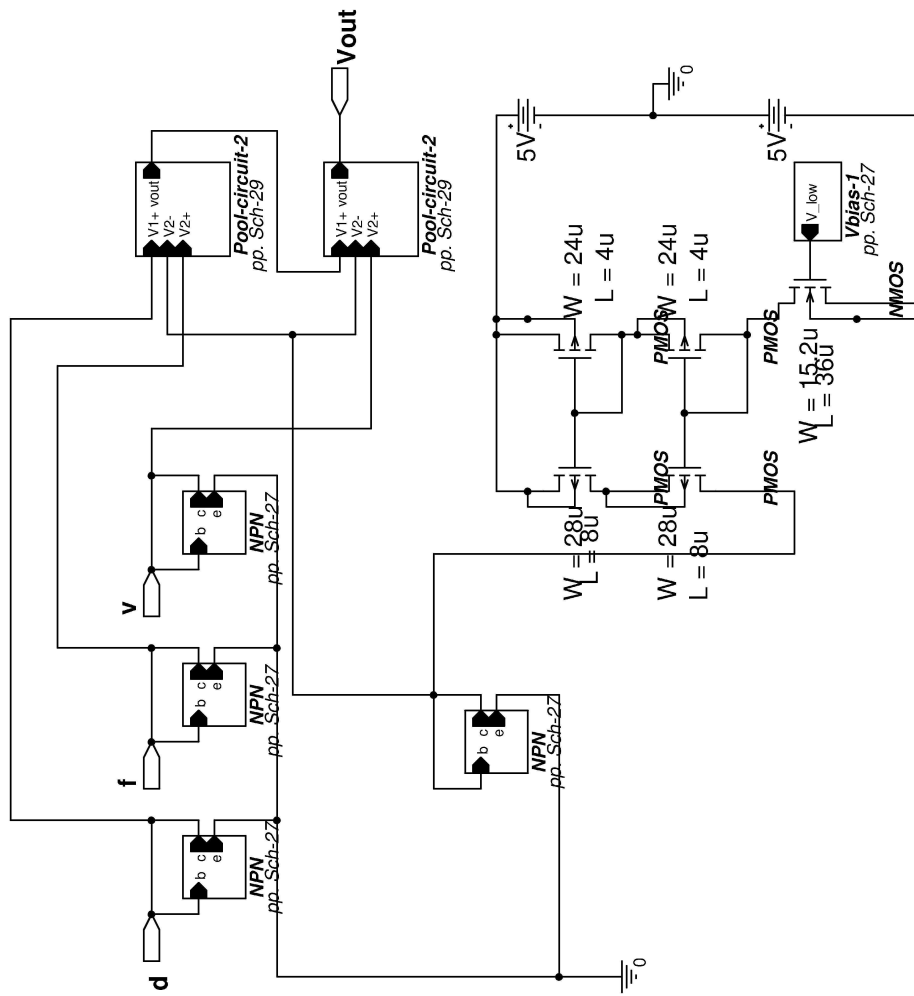 Vout
V1+ vout
V2-
V2+
Pool-circuit-2
pp. Sch-29
V1+ vout
V2-
V2+
Pool-circuit-2
pp. Sch-29
v
b c
e
NPN
pp. Sch-27
f
b c
e
NPN
pp. Sch-27
d
b c
e
NPN
pp. Sch-27
b c
e
NPN
pp. Sch-27
0
5V
+
-
0
5V
+
-
V_low
Vbias-1
pp. Sch-27
W = 24u
L = 4u
PMOS
W = 24u
L = 4u
PMOS
W = 28u
L = 8u
PMOS
W = 28u
L = 8u
PMOS
W = 15.2u
L = 36u
NMOS